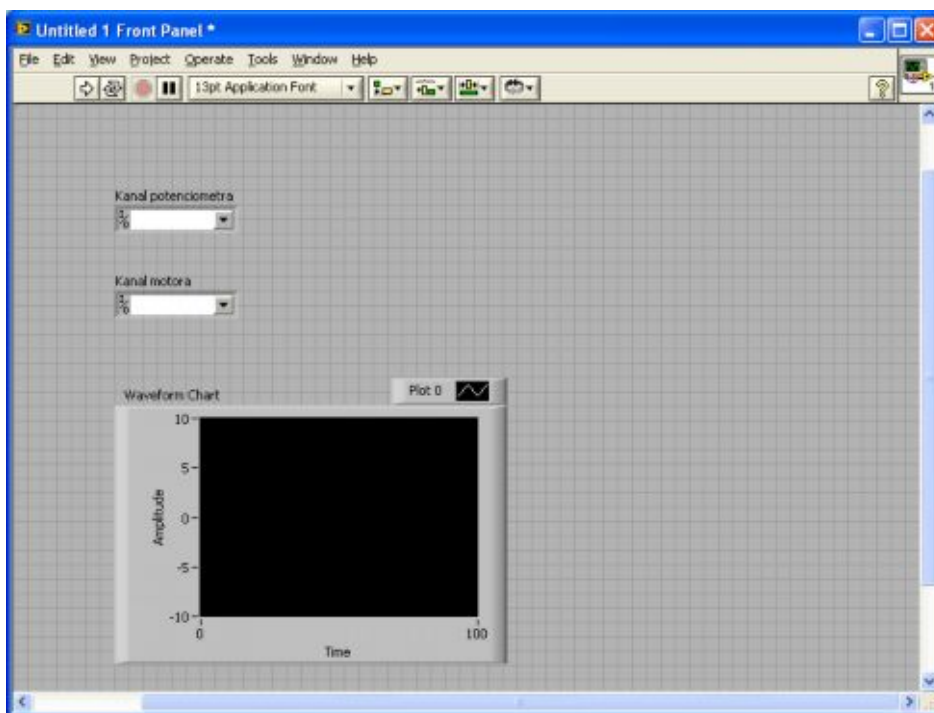 Untitled 1 Front Panel *
File Edit View Project Operate Tools Window Help
13pt Application Font
Kanal potenciometra
Kanal motora
Waveform Chart
Plot 0
10
5
0
-5
-10
Amplitude
0 100
Time